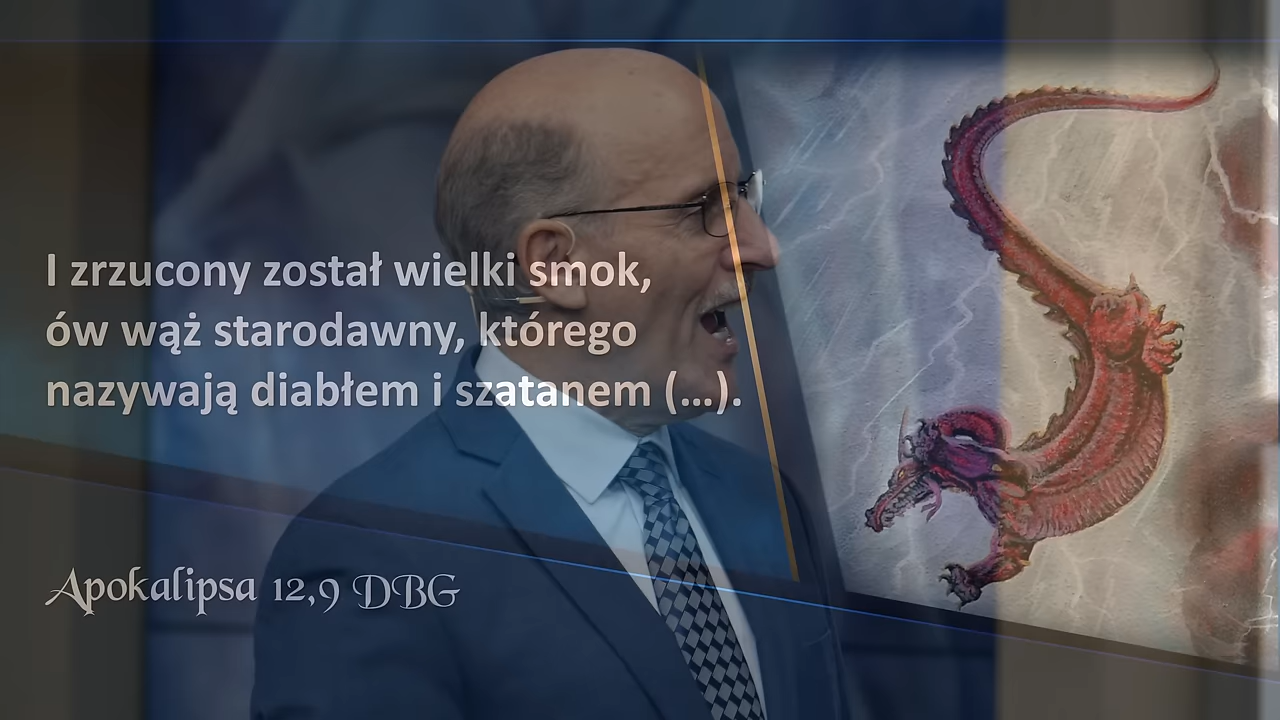 I zrzucony został wielki smok,
ów wąż starodawny, którego
nazywają diabłem i szatanem (...).
Apokalipsa 12,9 DBG